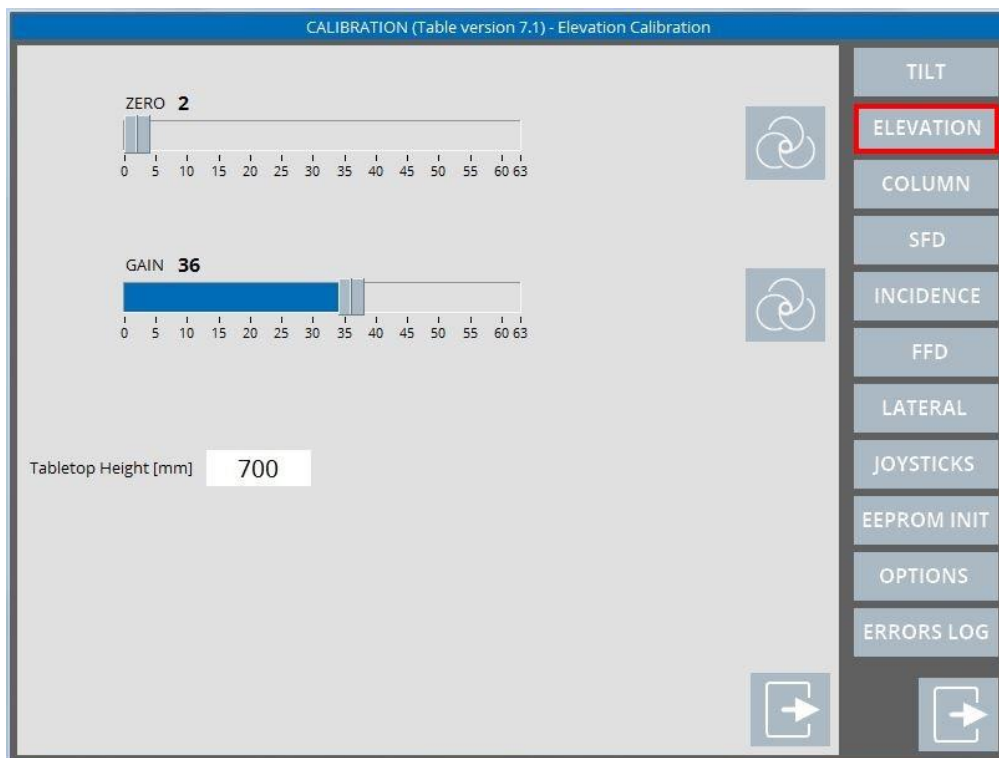 CALIBRATION (Table version 7.1) - Elevation Calibration
ZERO 2
0 5 10 15 20 25 30 35 40 45 50 55 60 63
GAIN 36
0 5 10 15 20 25 30 35 40 45 50 55 60 63
Tabletop Height [mm] 700
TILT
ELEVATION
COLUMN
SFD
INCIDENCE
FFD
LATERAL
JOYSTICKS
EEPROM INIT
OPTIONS
ERRORS LOG